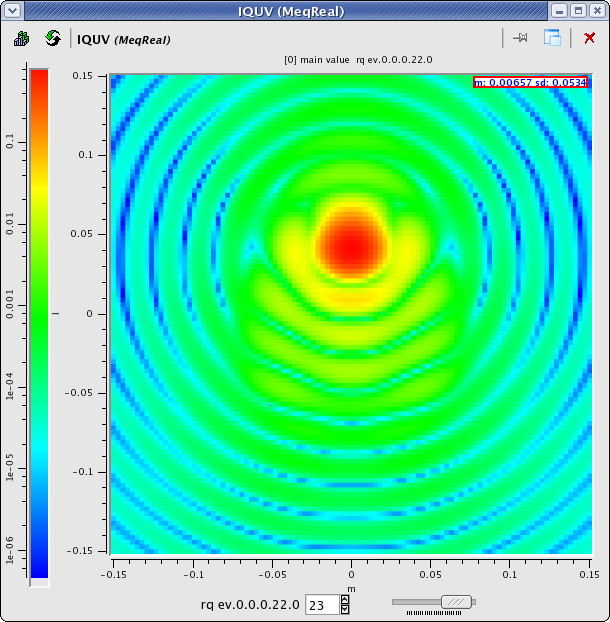 IQUV (MeqReal)
IQUV (MeqReal)
[0] main value rq ev.0.0.0.22.0
m: 0.00657 sd: 0.0534
0.15
0.1
0.05
0
-0.05
-0.1
-0.15
0.1
0.01
0.001
1e-04
1e-05
1e-06
-0.15 -0.1 -0.05 0 0.05 0.1 0.15
m
rq ev.0.0.0.22.0 23